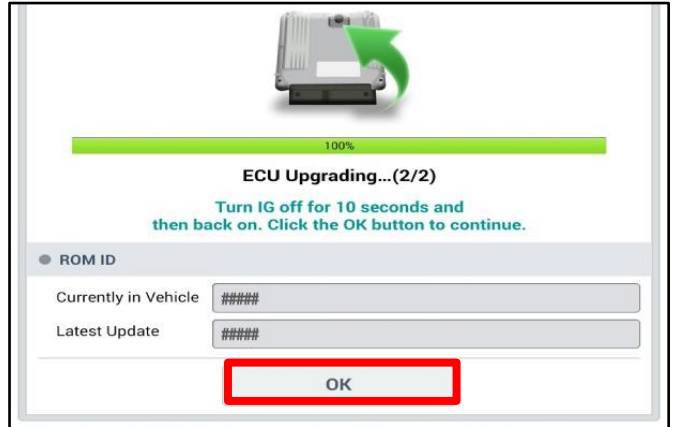 100%
ECU Upgrading...(2/2)
Turn IG off for 10 seconds and
then back on. Click the OK button to continue.
ROM ID
Currently in Vehicle #####
Latest Update #####
OK